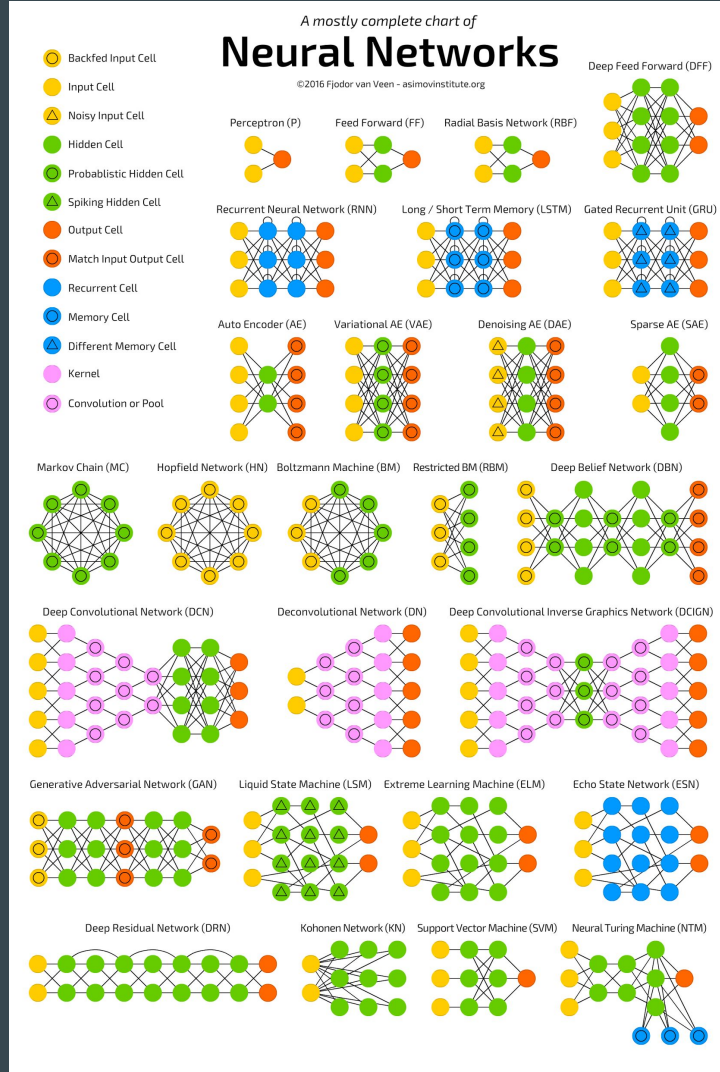 A mostly complete chart of
Neural Networks
©2016 Fjodor van Veen - asimovinstitute.org
Backfed Input Cell
Input Cell
Noisy Input Cell
Hidden Cell
Probablistic Hidden Cell
Spiking Hidden Cell
Output Cell
Match Input Output Cell
Recurrent Cell
Memory Cell
Different Memory Cell
Kernel
Convolution or Pool
Deep Feed Forward (DFF)
Perceptron (P)
Feed Forward (FF)
Radial Basis Network (RBF)
Recurrent Neural Network (RNN)
Long / Short Term Memory (LSTM)
Gated Recurrent Unit (GRU)
Auto Encoder (AE)
Variational AE (VAE)
Denoising AE (DAE)
Sparse AE (SAE)
Markov Chain (MC)
Hopfield Network (HN)
Boltzmann Machine (BM)
Restricted BM (RBM)
Deep Belief Network (DBN)
Deep Convolutional Network (DCN)
Deconvolutional Network (DN)
Deep Convolutional Inverse Graphics Network (DCIGN)
Generative Adversarial Network (GAN)
Liquid State Machine (LSM)
Extreme Learning Machine (ELM)
Echo State Network (ESN)
Deep Residual Network (DRN)
Kohonen Network (KN)
Support Vector Machine (SVM)
Neural Turing Machine (NTM)